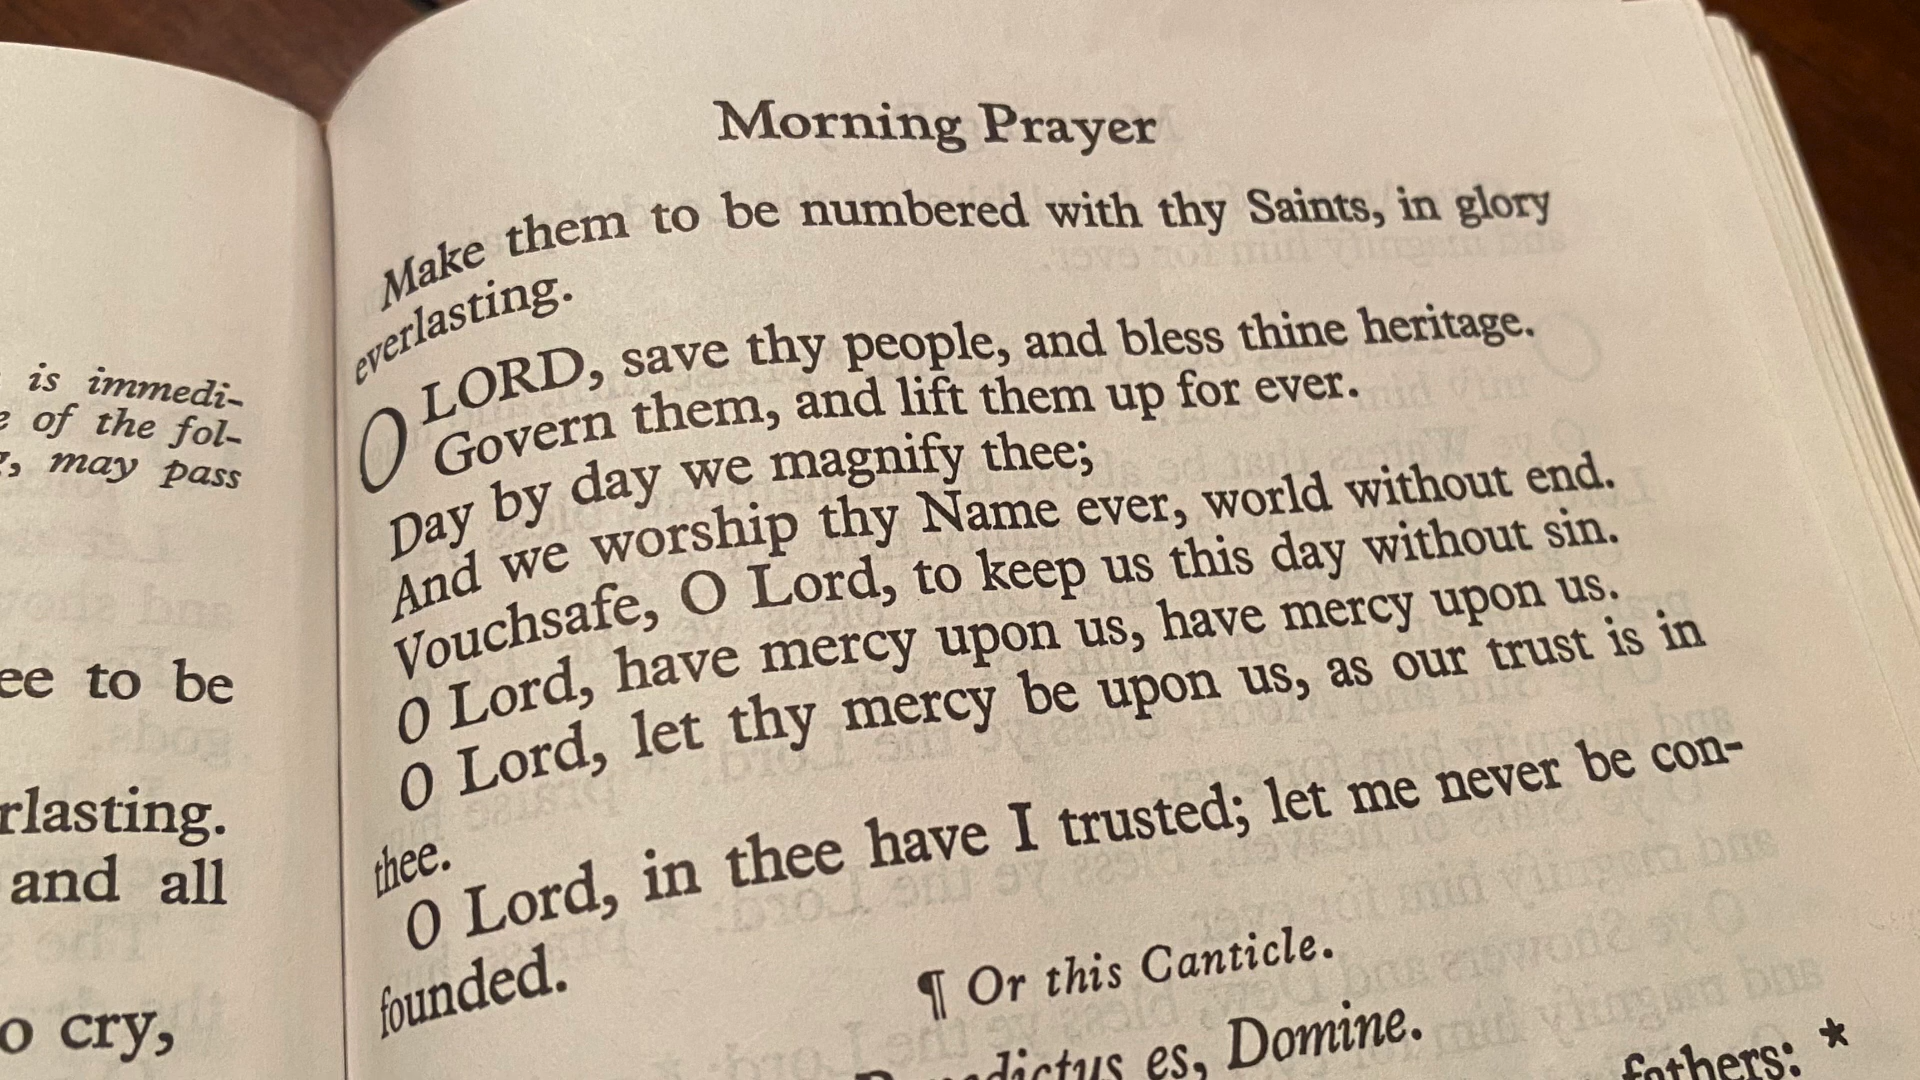 is immedi-
of the fol-
may pass
to be
and all
cry,
Morning Prayer
Make them to be numbered with thy Saints, in glory
everlasting.
O LORD, save thy people, and bless thine heritage.
Govern them, and lift them up for ever.
Day by day we magnify thee;
And we worship thy Name ever, world without end.
Vouchsafe, O Lord, to keep us this day without sin.
O Lord, have mercy upon us, have mercy upon us.
O Lord, let thy mercy be upon us, as our trust is in
thee.
O Lord, in thee have I trusted; let me never be con-
founded.
¶ Or this Canticle.
Benedictus es, Domine.
fathers: *